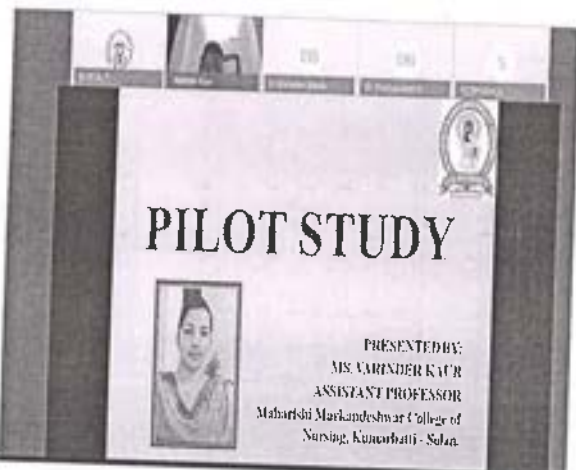 PILOT STUDY
PRESENTED BY:
MS. VARINDER KAUR
ASSISTANT PROFESSOR
Maharishi Markandeshwar College of
Nursing, Kumarhatti - Solan.